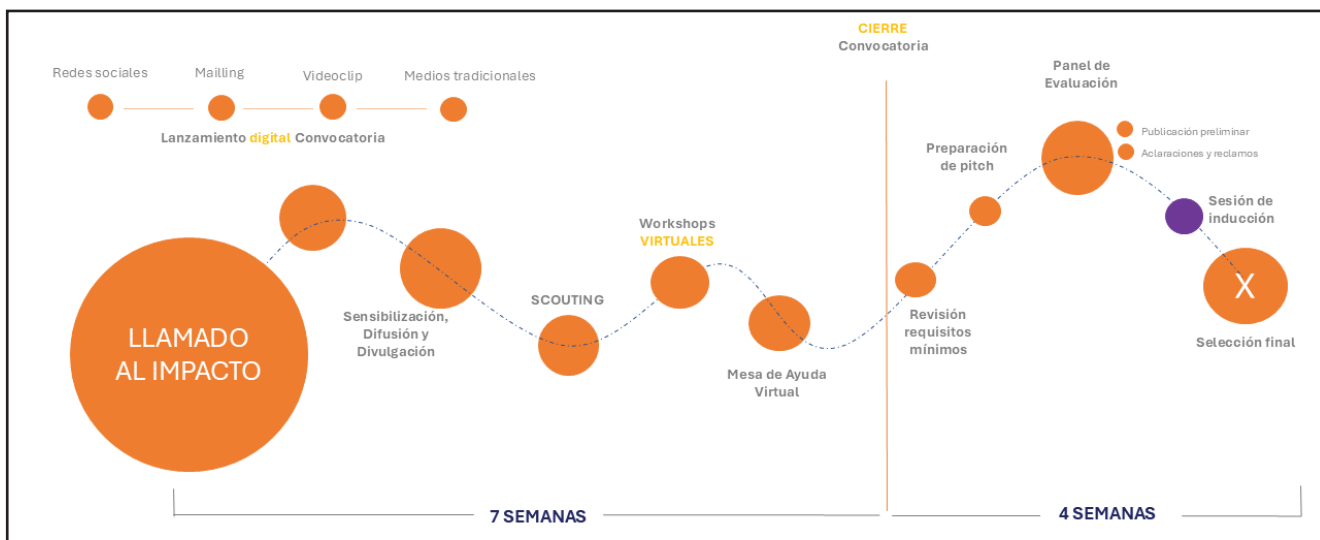 CIERRE
Convocatoria
Redes sociales
Mailling
Videoclip
Medios tradicionales
Lanzamiento digital Convocatoria
Panel de
Evaluación
Publicación preliminar
Aclaraciones y reclamos
Preparación
de pitch
Sesión de
inducción
Workshops
VIRTUALES
LLAMADO
AL IMPACTO
Sensibilización,
Difusión y
Divulgación
SCOUTING
Mesa de Ayuda
Virtual
Revisión
requisitos
mínimos
X
Selección final
7 SEMANAS
4 SEMANAS